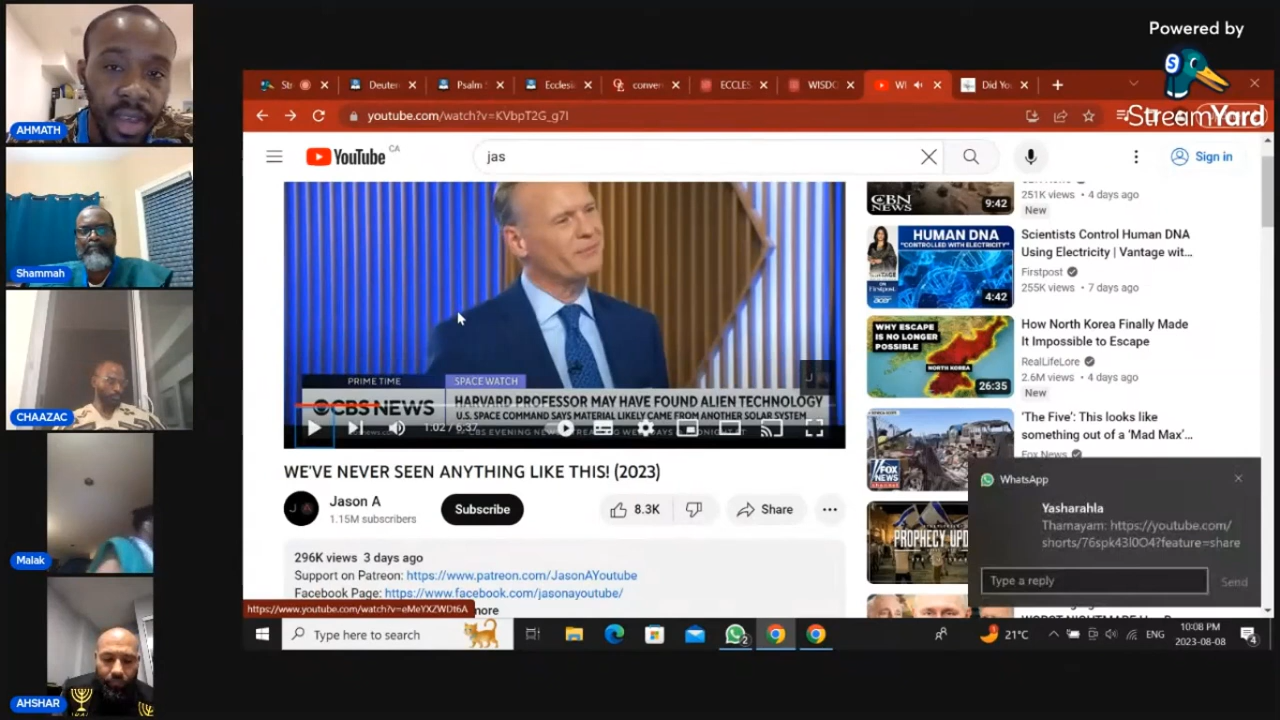 AHMATH
Shammah
CHAAZAC
Malak
AHSHAR
Powered by
StreamYard
Deuter
Psalm
Ecclesia
conver
ECCLES
WISDO
Did Yo
youtube.com/watch?v=KVbpT2G_g7I
YouTube CA
jas
Sign in
PRIME TIME
SPACEWATCH
CBS NEWS
HARVARD PROFESSOR MAY HAVE FOUND ALIEN TECHNOLOGY
U.S. SPACE COMMAND SAYS MATERIAL LIKELY CAME FROM ANOTHER SOLAR SYSTEM
1:02 / 6:37
WE'VE NEVER SEEN ANYTHING LIKE THIS! (2023)
Jason A
1.15M subscribers
Subscribe
8.3K
Share
296K views 3 days ago
Support on Patreon: https://www.patreon.com/JasonAYoutube
Facebook Page: https://www.facebook.com/jasonayoutube/
https://www.youtube.com/watch?v=eMeYXZWDt6A
more
CBN NEWS
9:42
251K views • 4 days ago
New
HUMAN DNA
"CONTROLLED WITH ELECTRICITY"
acer
4:42
Scientists Control Human DNA
Using Electricity | Vantage wit...
Firstpost
255K views • 7 days ago
WHY ESCAPE
IS NO LONGER
POSSIBLE
NORTH KOREA
26:35
How North Korea Finally Made
It Impossible to Escape
RealLifeLore
2.6M views • 4 days ago
New
FOX
NEWS
'The Five': This looks like
something out of a 'Mad Max'...
Fox News
PROPHECY UPD
WhatsApp
Yasharahla
Thamayam: https://youtube.com/
shorts/76spk43l0O4?feature=share
Type a reply
Send
Type here to search
2
21°C
ENG
10:08 PM
2023-08-08
4